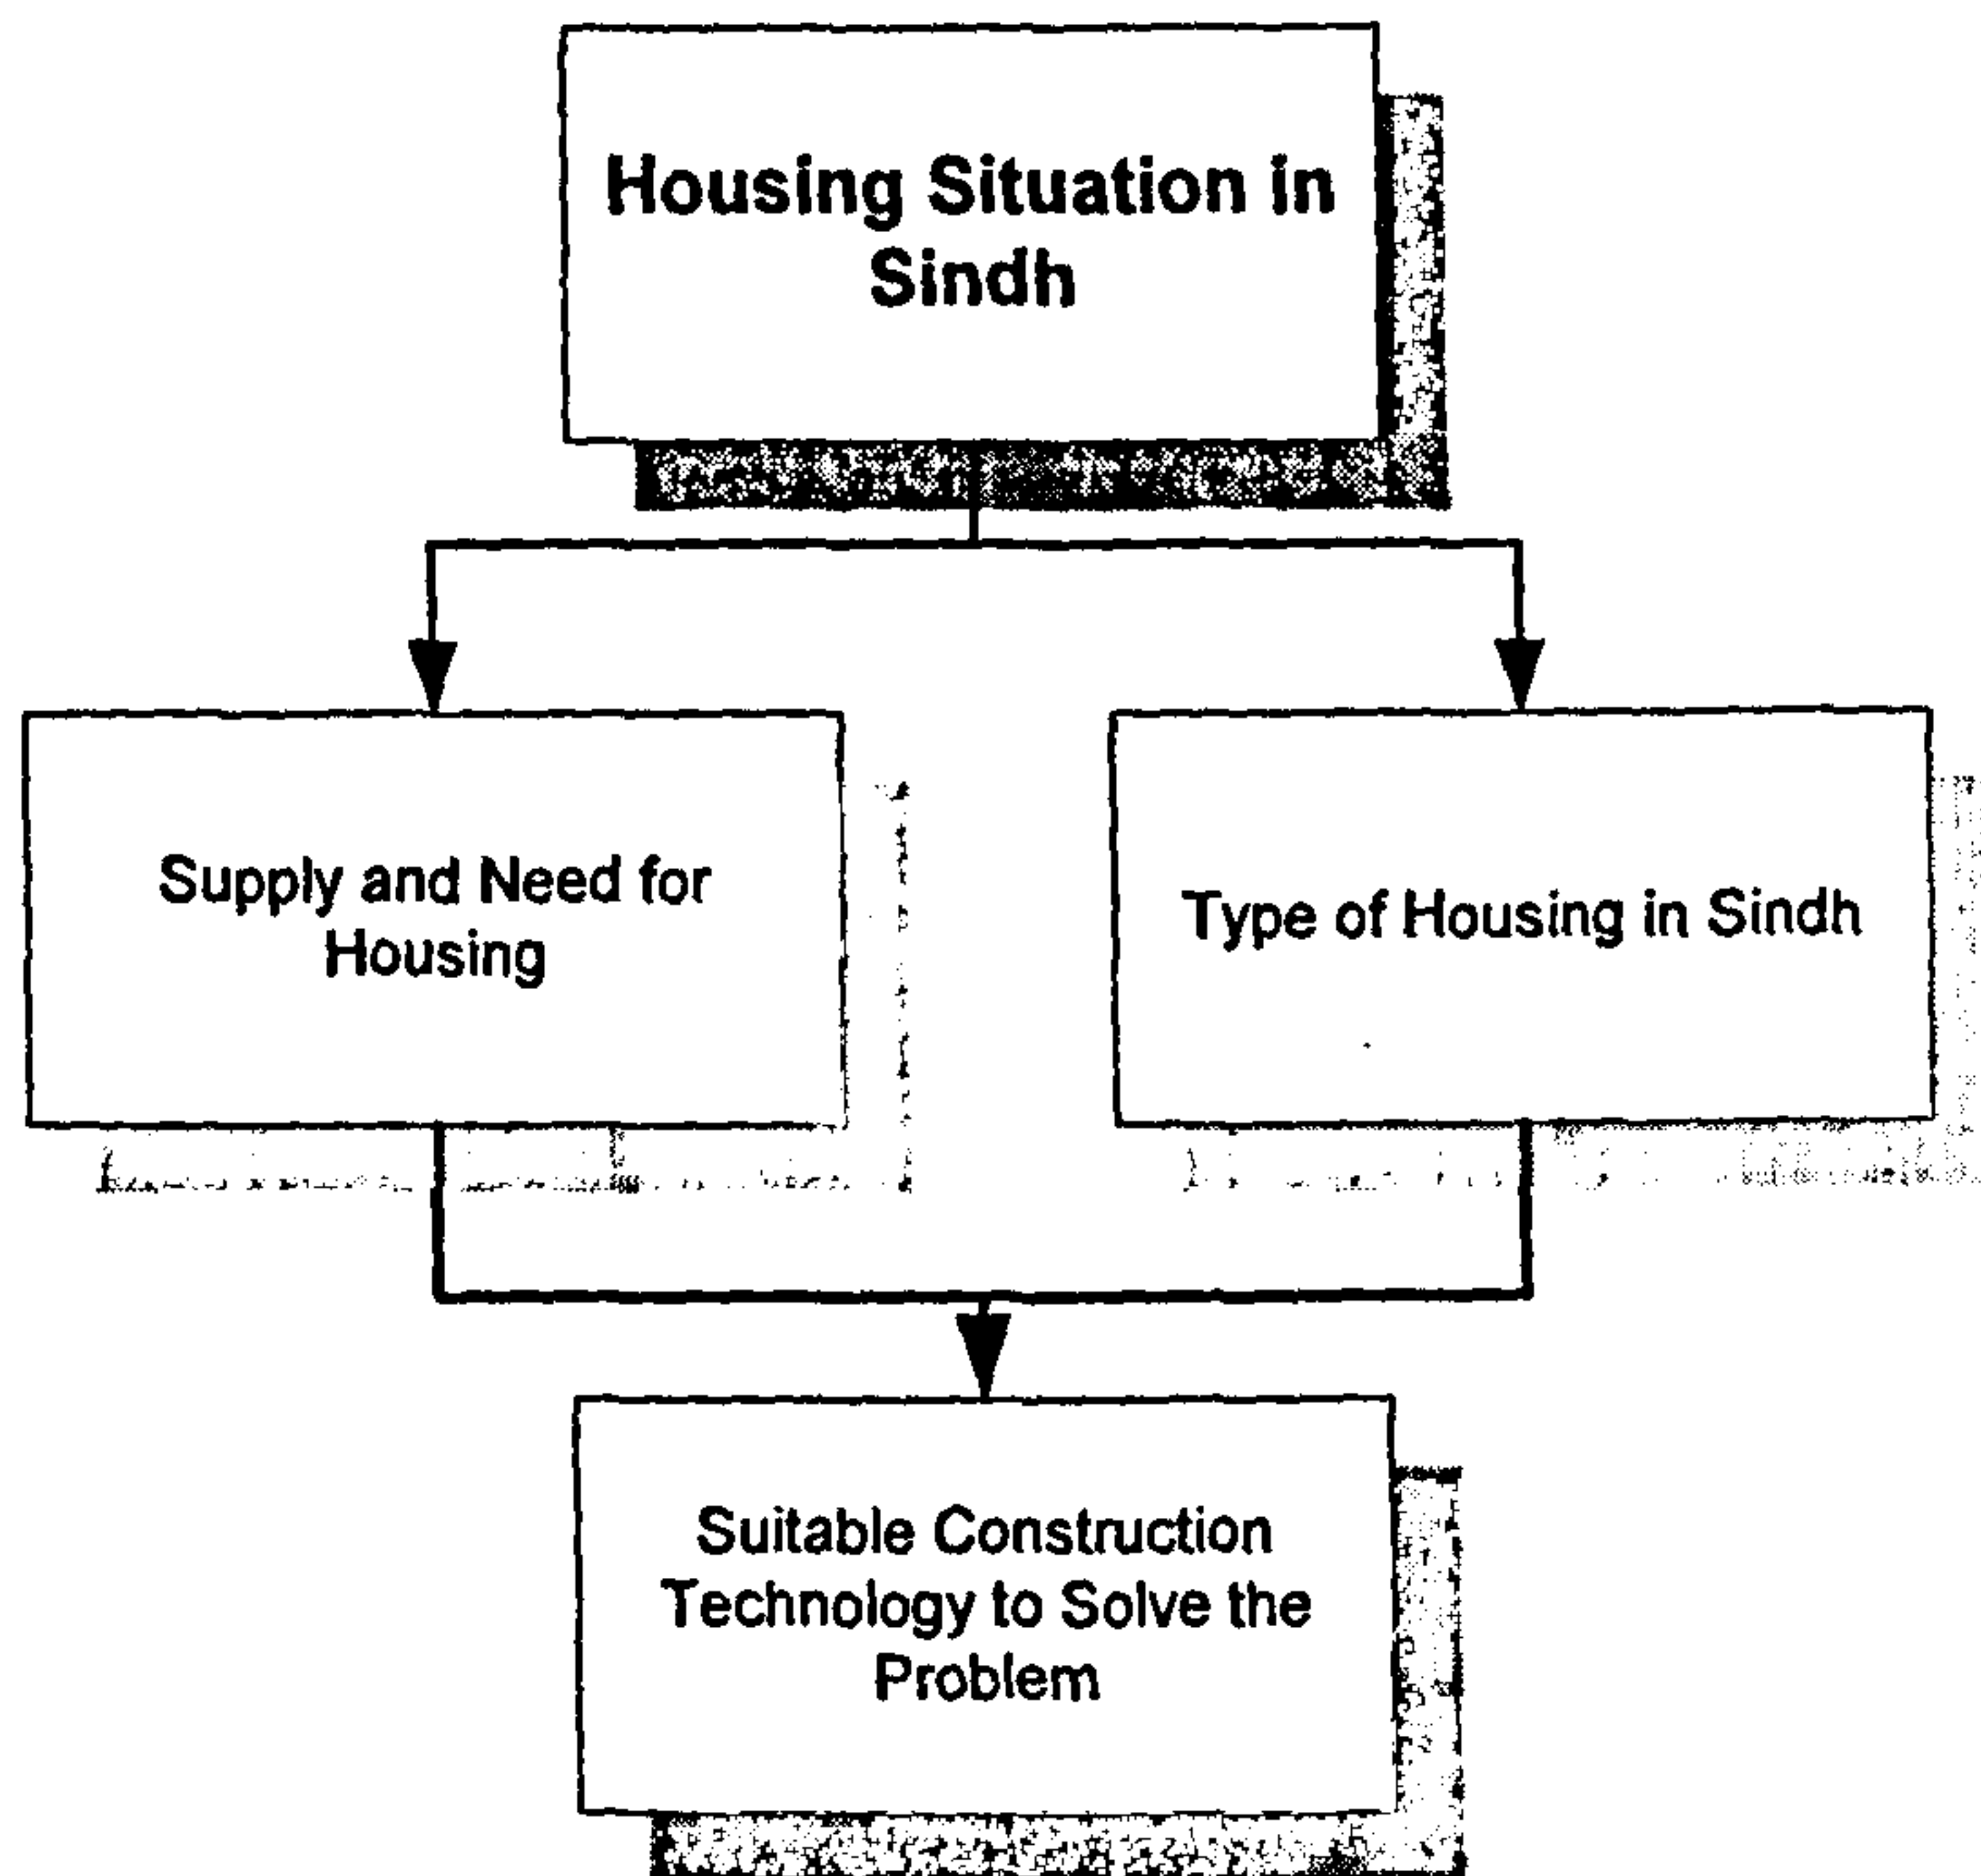 Housing Situation in
Sindh
Supply and Need for
Housing
Type of Housing in Sindh
Suitable Construction
Technology to Solve the
Problem